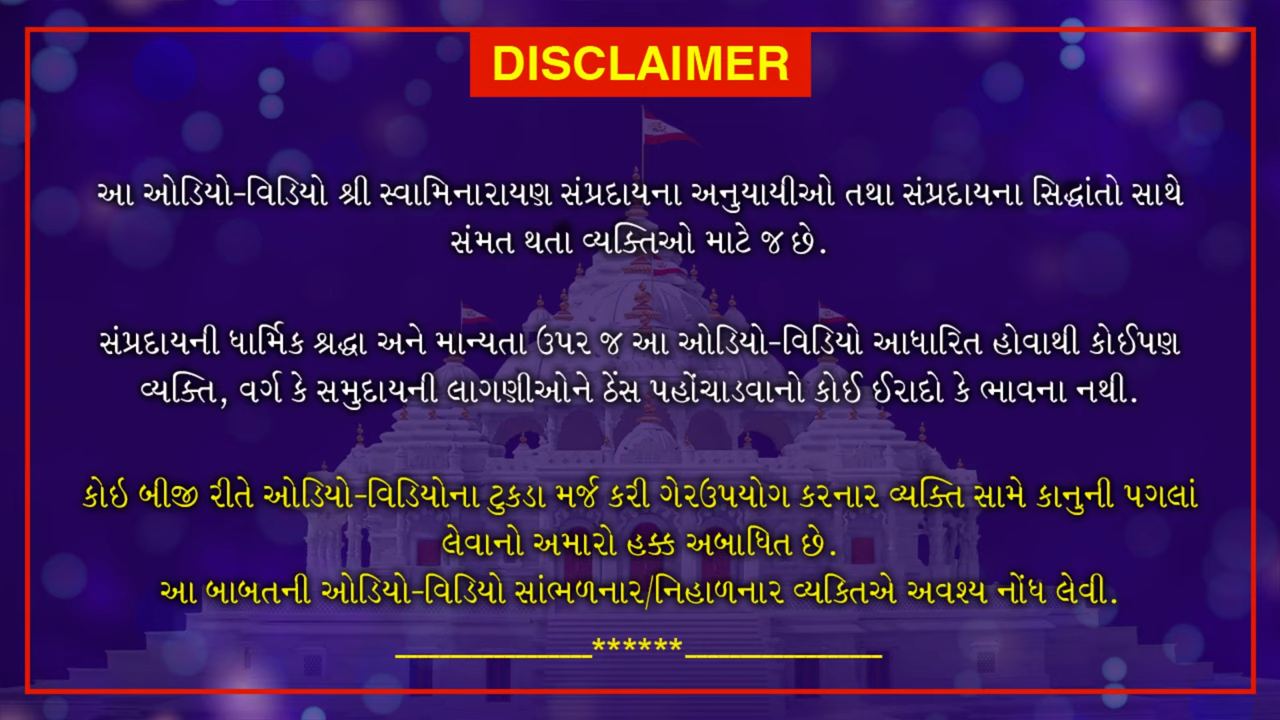 DISCLAIMER
આ ઓડિયો-વિડિયો શ્રી સ્વામિનારાયણ સંપ્રદાયના અનુયાયીઓ તથા સંપ્રદાયના સિદ્ધાંતો સાથે
સંમત થતા વ્યક્તિઓ માટે જ છે.
સંપ્રદાયની ધાર્મિક શ્રદ્ધા અને માન્યતા ઉપર જ આ ઓડિયો-વિડિયો આધારિત હોવાથી કોઈપણ
વ્યક્તિ, વર્ગ કે સમુદાયની લાગણીઓને ઠેંસ પહોંચાડવાનો કોઈ ઈરાદો કે ભાવના નથી.
કોઇ બીજી રીતે ઓડિયો-વિડિયોના ટુકડા મર્જ કરી ગેરઉપયોગ કરનાર વ્યક્તિ સામે કાનુની પગલાં
લેવાનો અમારો હક્ક અબાધિત છે.
આ બાબતની ઓડિયો-વિડિયો સાંભળનાર/નિહાળનાર વ્યકિતએ અવશ્ય નોંધ લેવી.
_______________******_______________